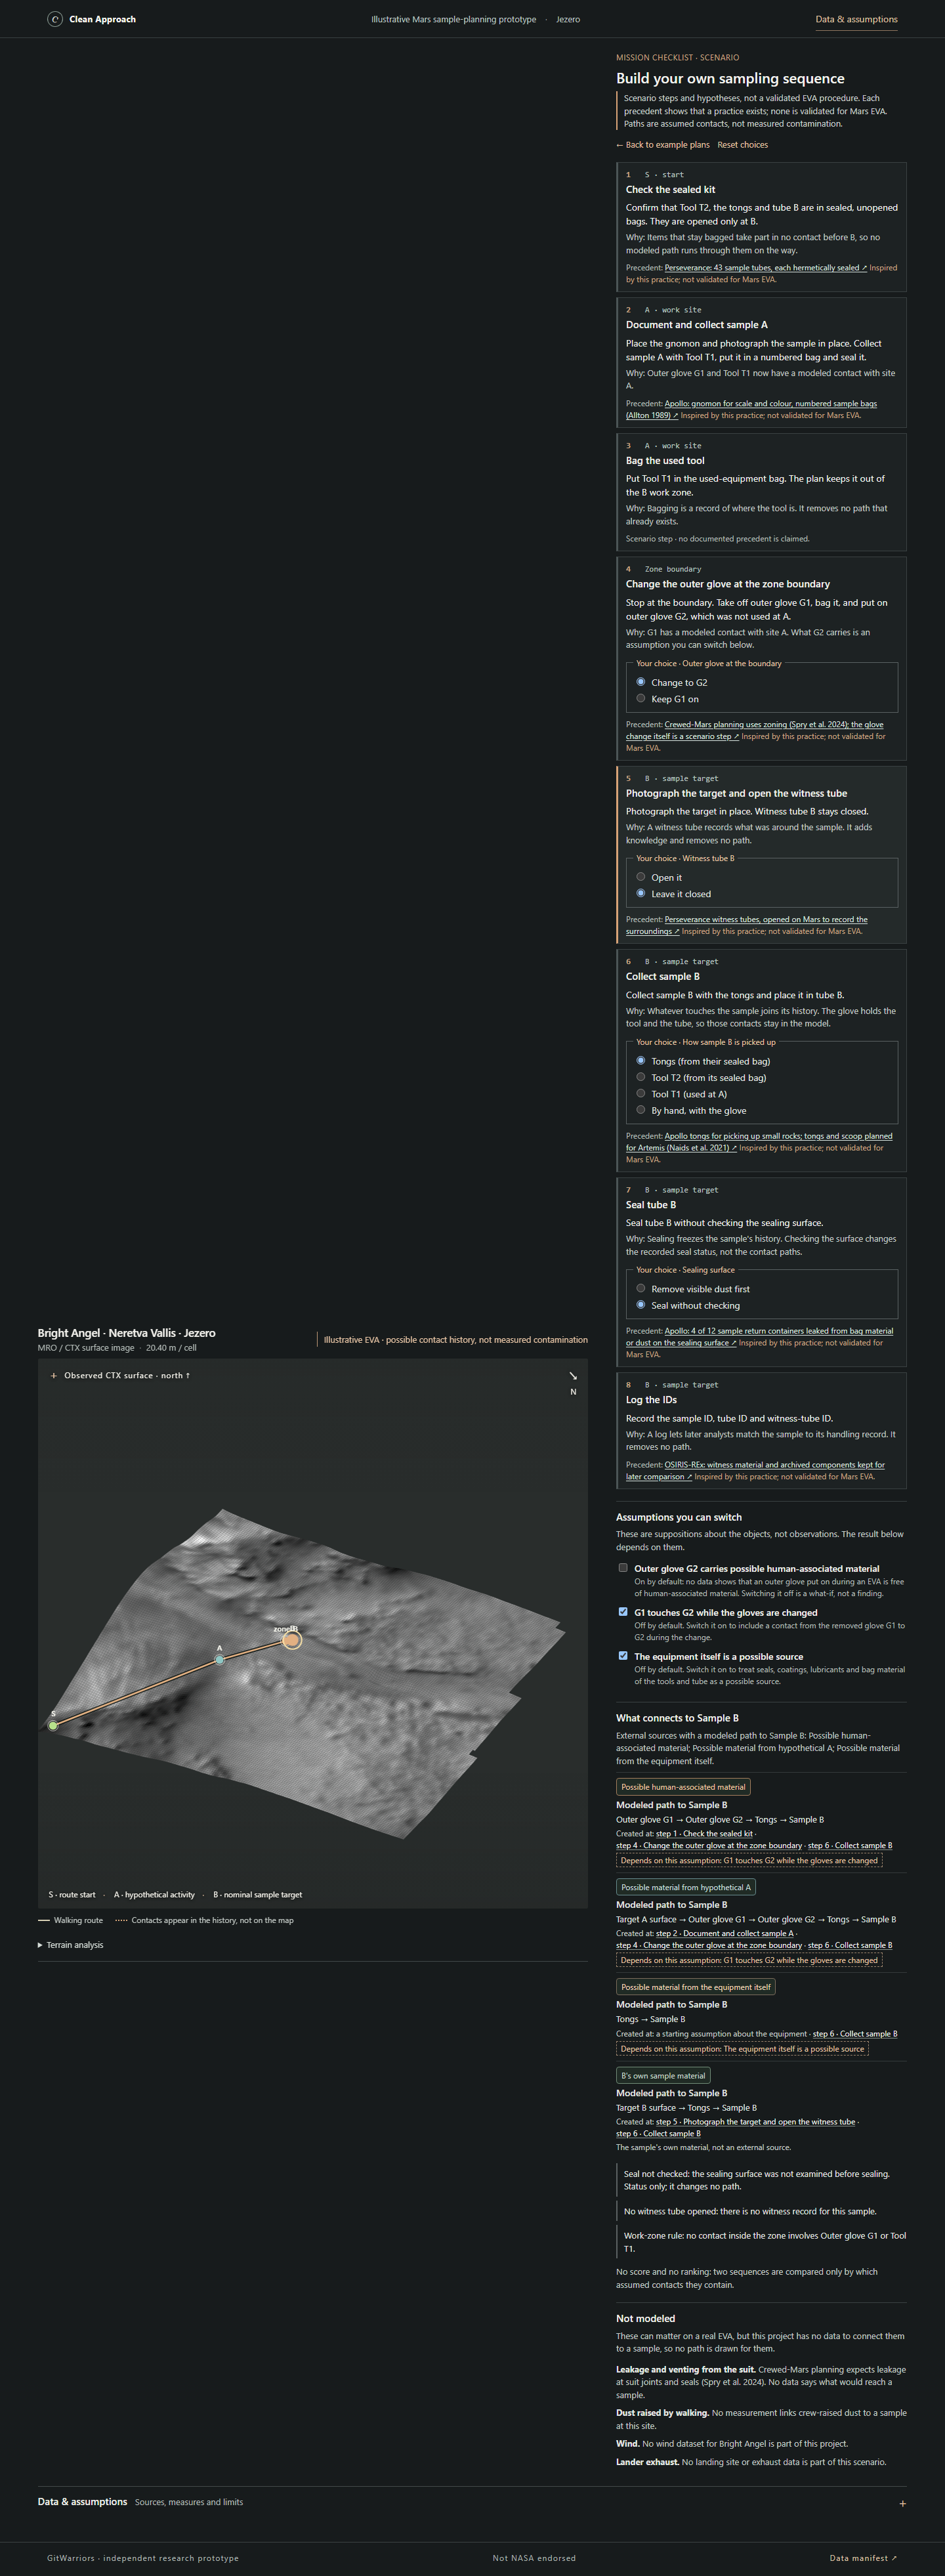 C Clean Approach
Illustrative Mars sample-planning prototype · Jezero
Data & assumptions
MISSION CHECKLIST · SCENARIO
Build your own sampling sequence
Scenario steps and hypotheses, not a validated EVA procedure. Each
precedent shows that a practice exists; none is validated for Mars EVA.
Paths are assumed contacts, not measured contamination.
← Back to example plans Reset choices
1 S · start
Check the sealed kit
Confirm that Tool T2, the tongs and tube B are in sealed, unopened
bags. They are opened only at B.
Why: Items that stay bagged take part in no contact before B, so no
modeled path runs through them on the way.
Precedent: Perseverance: 43 sample tubes, each hermetically sealed ↗ Inspired
by this practice; not validated for Mars EVA.
2 A · work site
Document and collect sample A
Place the gnomon and photograph the sample in place. Collect
sample A with Tool T1, put it in a numbered bag and seal it.
Why: Outer glove G1 and Tool T1 now have a modeled contact with site
A.
Precedent: Apollo: gnomon for scale and colour, numbered sample bags
(Allton 1989) ↗ Inspired by this practice; not validated for Mars EVA.
3 A · work site
Bag the used tool
Put Tool T1 in the used-equipment bag. The plan keeps it out of
the B work zone.
Why: Bagging is a record of where the tool is. It removes no path that
already exists.
Scenario step · no documented precedent is claimed.
4 Zone boundary
Change the outer glove at the zone boundary
Stop at the boundary. Take off outer glove G1, bag it, and put on
outer glove G2, which was not used at A.
Why: G1 has a modeled contact with site A. What G2 carries is an
assumption you can switch below.
Your choice · Outer glove at the boundary
Change to G2
Keep G1 on
Precedent: Crewed-Mars planning uses zoning (Spry et al. 2024); the glove
change itself is a scenario step ↗ Inspired by this practice; not validated for
Mars EVA.
5 B · sample target
Photograph the target and open the witness tube
Photograph the target in place. Witness tube B stays closed.
Why: A witness tube records what was around the sample. It adds
knowledge and removes no path.
Your choice · Witness tube B
Open it
Leave it closed
Precedent: Perseverance witness tubes, opened on Mars to record the
surroundings ↗ Inspired by this practice; not validated for Mars EVA.
6 B · sample target
Collect sample B
Collect sample B with the tongs and place it in tube B.
Why: Whatever touches the sample joins its history. The glove holds the
tool and the tube, so those contacts stay in the model.
Your choice · How sample B is picked up
Tongs (from their sealed bag)
Tool T2 (from its sealed bag)
Tool T1 (used at A)
By hand, with the glove
Precedent: Apollo tongs for picking up small rocks; tongs and scoop planned
for Artemis (Naids et al. 2021) ↗ Inspired by this practice; not validated for
Mars EVA.
7 B · sample target
Seal tube B
Seal tube B without checking the sealing surface.
Why: Sealing freezes the sample's history. Checking the surface changes
the recorded seal status, not the contact paths.
Your choice · Sealing surface
Remove visible dust first
Seal without checking
Precedent: Apollo: 4 of 12 sample return containers leaked from bag material
or dust on the sealing surface ↗ Inspired by this practice; not validated for
Mars EVA.
8 B · sample target
Log the IDs
Record the sample ID, tube ID and witness-tube ID.
Why: A log lets later analysts match the sample to its handling record. It
removes no path.
Precedent: OSIRIS-REx: witness material and archived components kept for
later comparison ↗ Inspired by this practice; not validated for Mars EVA.
Bright Angel · Neretva Vallis · Jezero
MRO / CTX surface image · 20.40 m / cell
Illustrative EVA · possible contact history, not measured contamination
+ Observed CTX surface · north ↑
N
S
A
zone
B
S · route start · A · hypothetical activity · B · nominal sample target
Walking route Contacts appear in the history, not on the map
▶ Terrain analysis
Assumptions you can switch
These are suppositions about the objects, not observations. The result below
depends on them.
Outer glove G2 carries possible human-associated material
On by default: no data shows that an outer glove put on during an EVA is free
of human-associated material. Switching it off is a what-if, not a finding.
G1 touches G2 while the gloves are changed
Off by default. Switch it on to include a contact from the removed glove G1 to
G2 during the change.
The equipment itself is a possible source
Off by default. Switch it on to treat seals, coatings, lubricants and bag material
of the tools and tube as a possible source.
What connects to Sample B
External sources with a modeled path to Sample B: Possible human-
associated material; Possible material from hypothetical A; Possible material
from the equipment itself.
Possible human-associated material
Modeled path to Sample B
Outer glove G1 → Outer glove G2 → Tongs → Sample B
Created at: step 1 · Check the sealed kit ·
step 4 · Change the outer glove at the zone boundary · step 6 · Collect sample B
Depends on this assumption: G1 touches G2 while the gloves are changed
Possible material from hypothetical A
Modeled path to Sample B
Target A surface → Outer glove G1 → Outer glove G2 → Tongs → Sample B
Created at: step 2 · Document and collect sample A ·
step 4 · Change the outer glove at the zone boundary · step 6 · Collect sample B
Depends on this assumption: G1 touches G2 while the gloves are changed
Possible material from the equipment itself
Modeled path to Sample B
Tongs → Sample B
Created at: a starting assumption about the equipment · step 6 · Collect sample B
Depends on this assumption: The equipment itself is a possible source
B's own sample material
Modeled path to Sample B
Target B surface → Tongs → Sample B
Created at: step 5 · Photograph the target and open the witness tube ·
step 6 · Collect sample B
The sample's own material, not an external source.
Seal not checked: the sealing surface was not examined before sealing.
Status only; it changes no path.
No witness tube opened: there is no witness record for this sample.
Work-zone rule: no contact inside the zone involves Outer glove G1 or Tool
T1.
No score and no ranking: two sequences are compared only by which
assumed contacts they contain.
Not modeled
These can matter on a real EVA, but this project has no data to connect them
to a sample, so no path is drawn for them.
Leakage and venting from the suit. Crewed-Mars planning expects leakage
at suit joints and seals (Spry et al. 2024). No data says what would reach a
sample.
Dust raised by walking. No measurement links crew-raised dust to a sample
at this site.
Wind. No wind dataset for Bright Angel is part of this project.
Lander exhaust. No landing site or exhaust data is part of this scenario.
Data & assumptions Sources, measures and limits +
GitWarriors · independent research prototype
Not NASA endorsed
Data manifest ↗